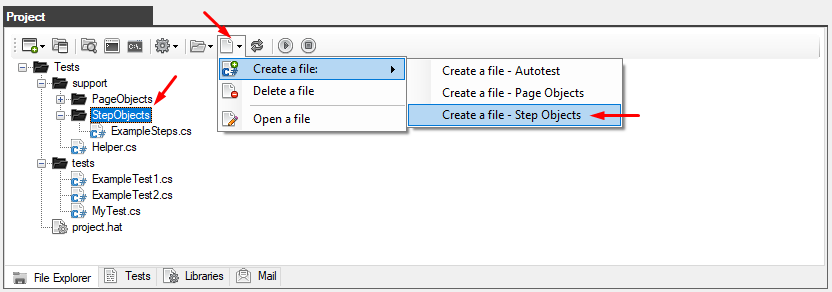 Project
Tests
support
PageObjects
StepObjects
ExampleSteps.cs
Helper.cs
tests
ExampleTest1.cs
ExampleTest2.cs
MyTest.cs
project.hat
Create a file:
Delete a file
Open a file
Create a file - Autotest
Create a file - Page Objects
Create a file - Step Objects
File Explorer
Tests
Libraries
Mail